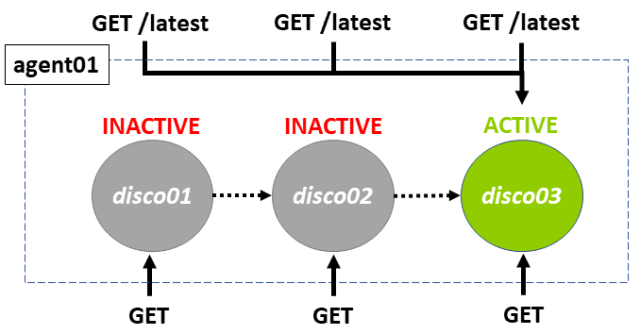 GET /latest GET /latest GET /latest
agent01
INACTIVE INACTIVE ACTIVE
disco01 disco02 disco03
GET GET GET